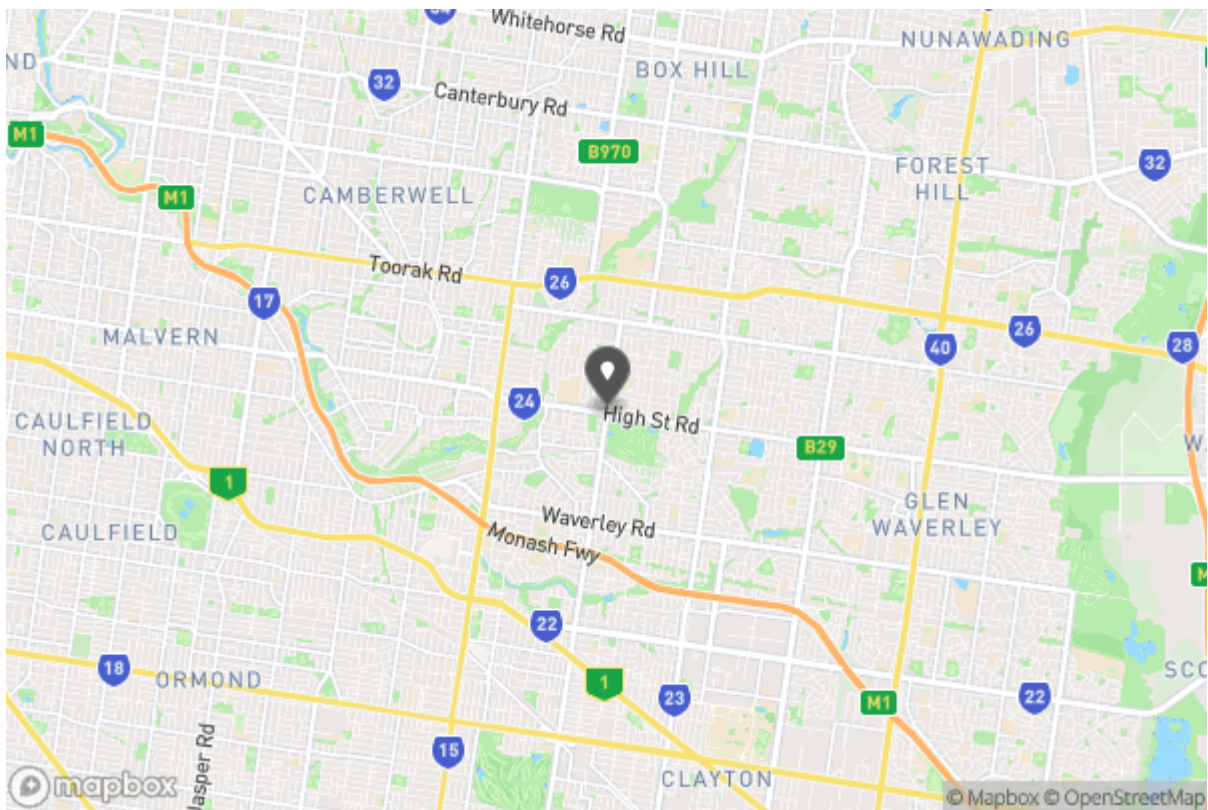 Whitehorse Rd
NUNAWADING
BOX HILL
32
Canterbury Rd
M1
B970
FOREST
HILL
32
CAMBERWELL
M1
Toorak Rd
26
17
26
MALVERN
40
28
24
High St Rd
CAULFIELD
NORTH
B29
1
GLEN
WAVERLEY
CAULFIELD
Waverley Rd
Monash Fwy
22
18
ORMOND
1
23
22
M1
15
Jasper Rd
CLAYTON
mapbox
© Mapbox © OpenStreetMap